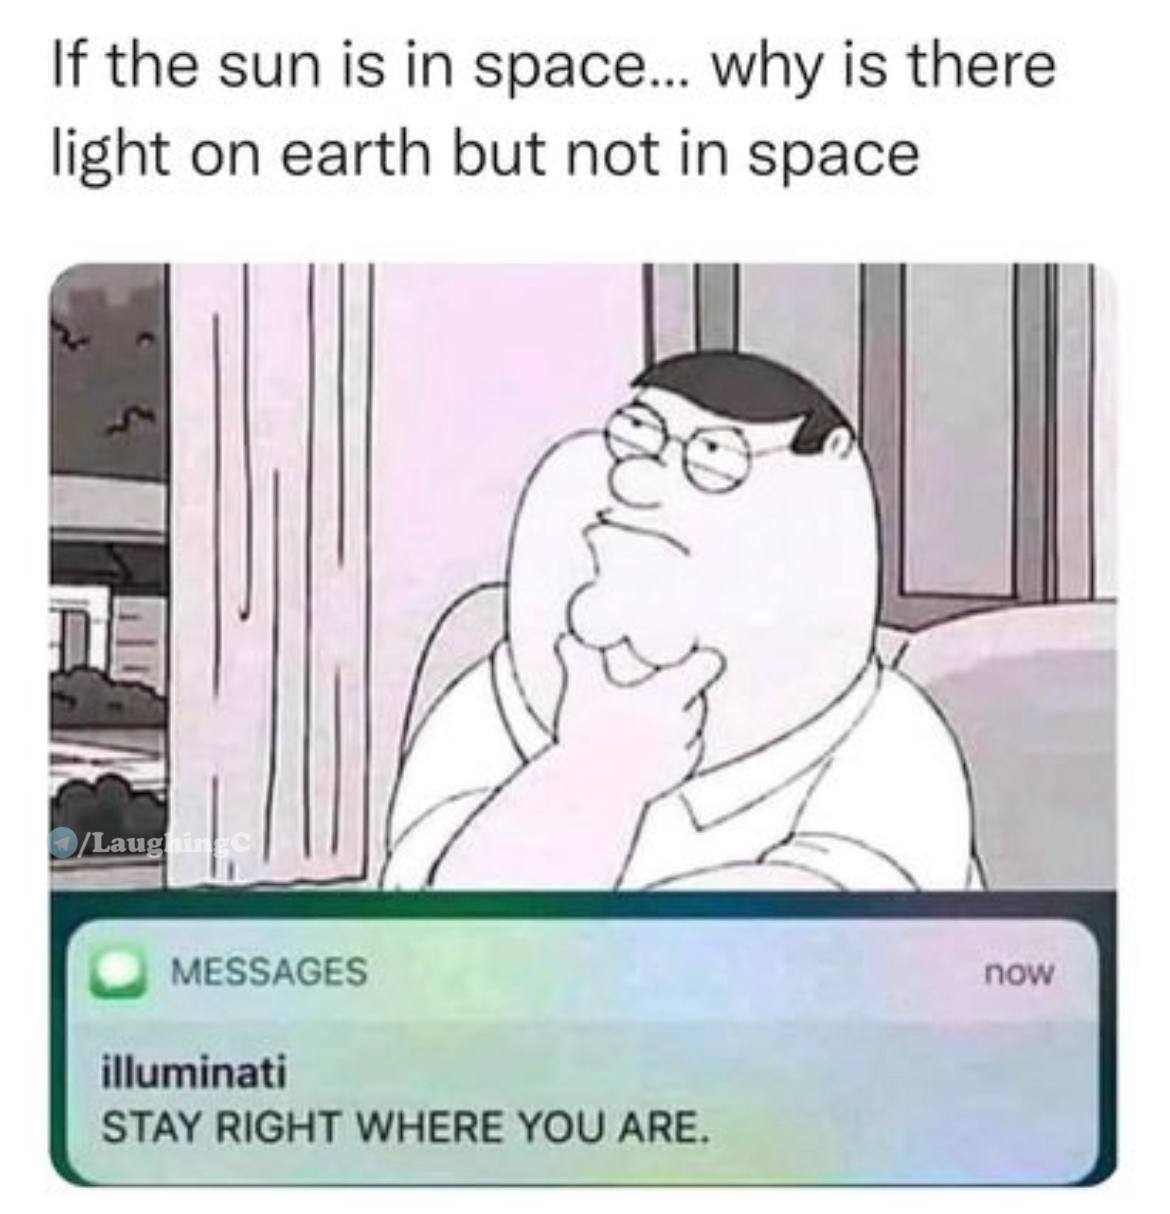 If the sun is in space... why is there
light on earth but not in space
/LaughingC
MESSAGES
now
illuminati
STAY RIGHT WHERE YOU ARE.